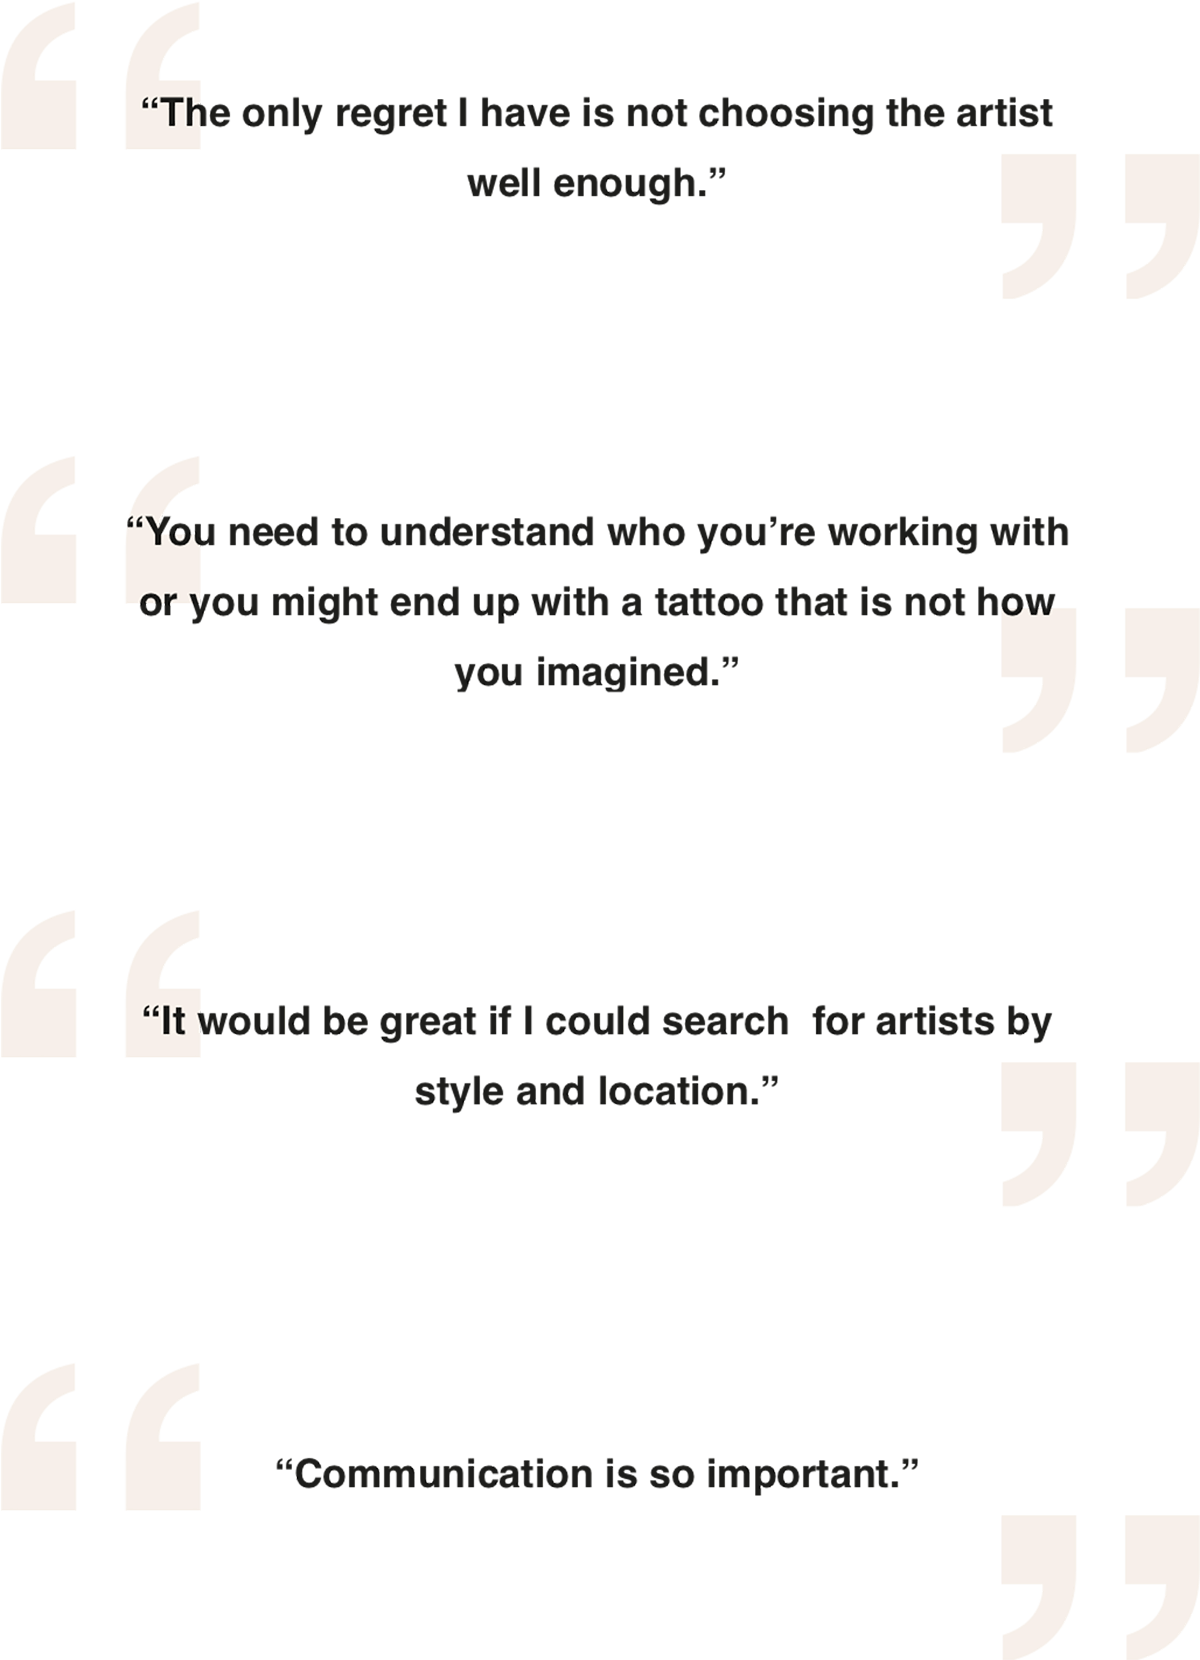 “The only regret I have is not choosing the artist
well enough.”
“You need to understand who you’re working with
or you might end up with a tattoo that is not how
you imagined.”
“It would be great if I could search  for artists by
style and location.”
“Communication is so important.”